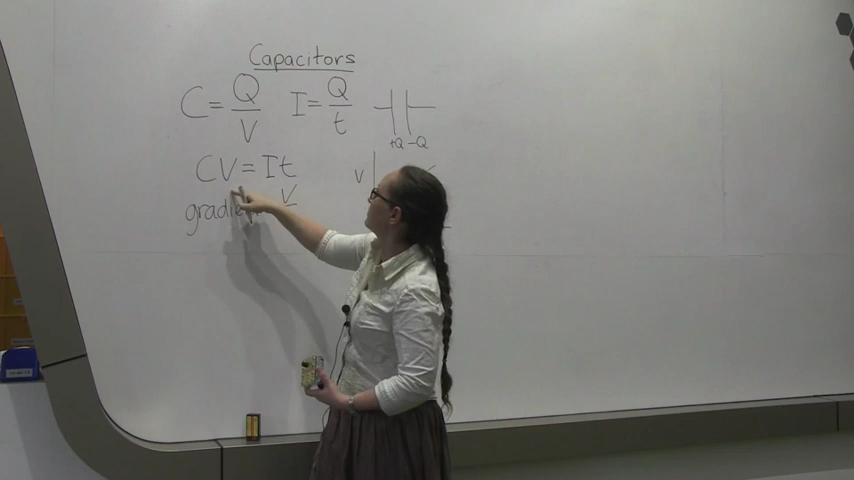 Capacitors
C = Q/V I = Q/t
+Q -Q
CV = It
V
V